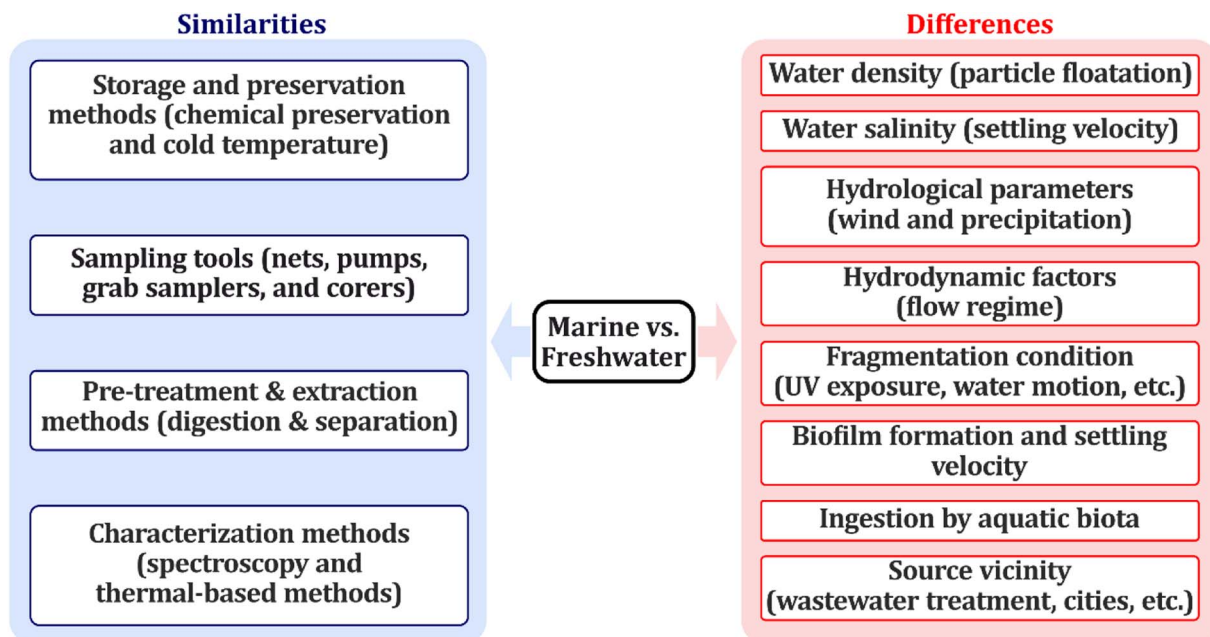 Similarities
Storage and preservation
methods (chemical preservation
and cold temperature)
Sampling tools (nets, pumps,
grab samplers, and corers)
Pre-treatment & extraction
methods (digestion & separation)
Characterization methods
(spectroscopy and
thermal-based methods)
Marine vs.
Freshwater
Differences
Water density (particle floatation)
Water salinity (settling velocity)
Hydrological parameters
(wind and precipitation)
Hydrodynamic factors
(flow regime)
Fragmentation condition
(UV exposure, water motion, etc.)
Biofilm formation and settling
velocity
Ingestion by aquatic biota
Source vicinity
(wastewater treatment, cities, etc.)